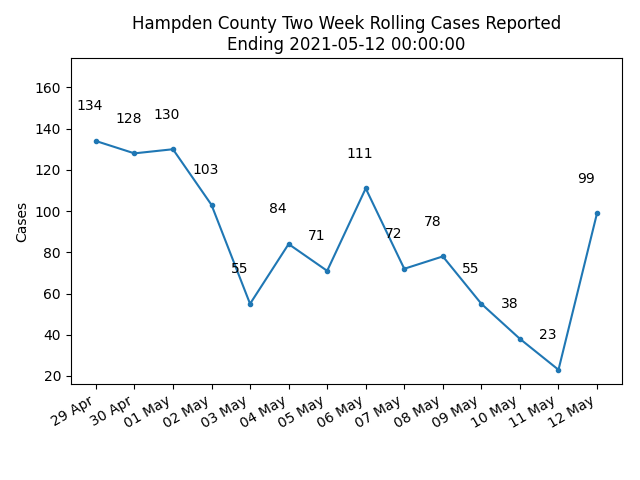 Hampden County Two Week Rolling Cases Reported
Ending 2021-05-12 00:00:00
Cases
160
140
120
100
80
60
40
20
134
128
130
103
55
84
71
111
72
78
55
38
23
99
29 Apr
30 Apr
01 May
02 May
03 May
04 May
05 May
06 May
07 May
08 May
09 May
10 May
11 May
12 May